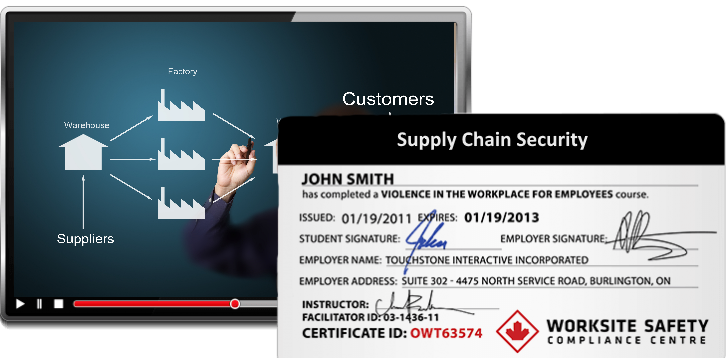 Factory
Customers
Warehouse
Suppliers
Supply Chain Security
JOHN SMITH
has completed a VIOLENCE IN THE WORKPLACE FOR EMPLOYEES course.
ISSUED: 01/19/2011 EXPIRES: 01/19/2013
STUDENT SIGNATURE: John EMPLOYER SIGNATURE:
EMPLOYER NAME: TOUCHSTONE INTERACTIVE INCORPORATED
EMPLOYER ADDRESS: SUITE 302 - 4475 NORTH SERVICE ROAD, BURLINGTON, ON
INSTRUCTOR:
FACILITATOR ID: 03-1436-11
CERTIFICATE ID: OWT63574
WORKSITE SAFETY
COMPLIANCE CENTRE